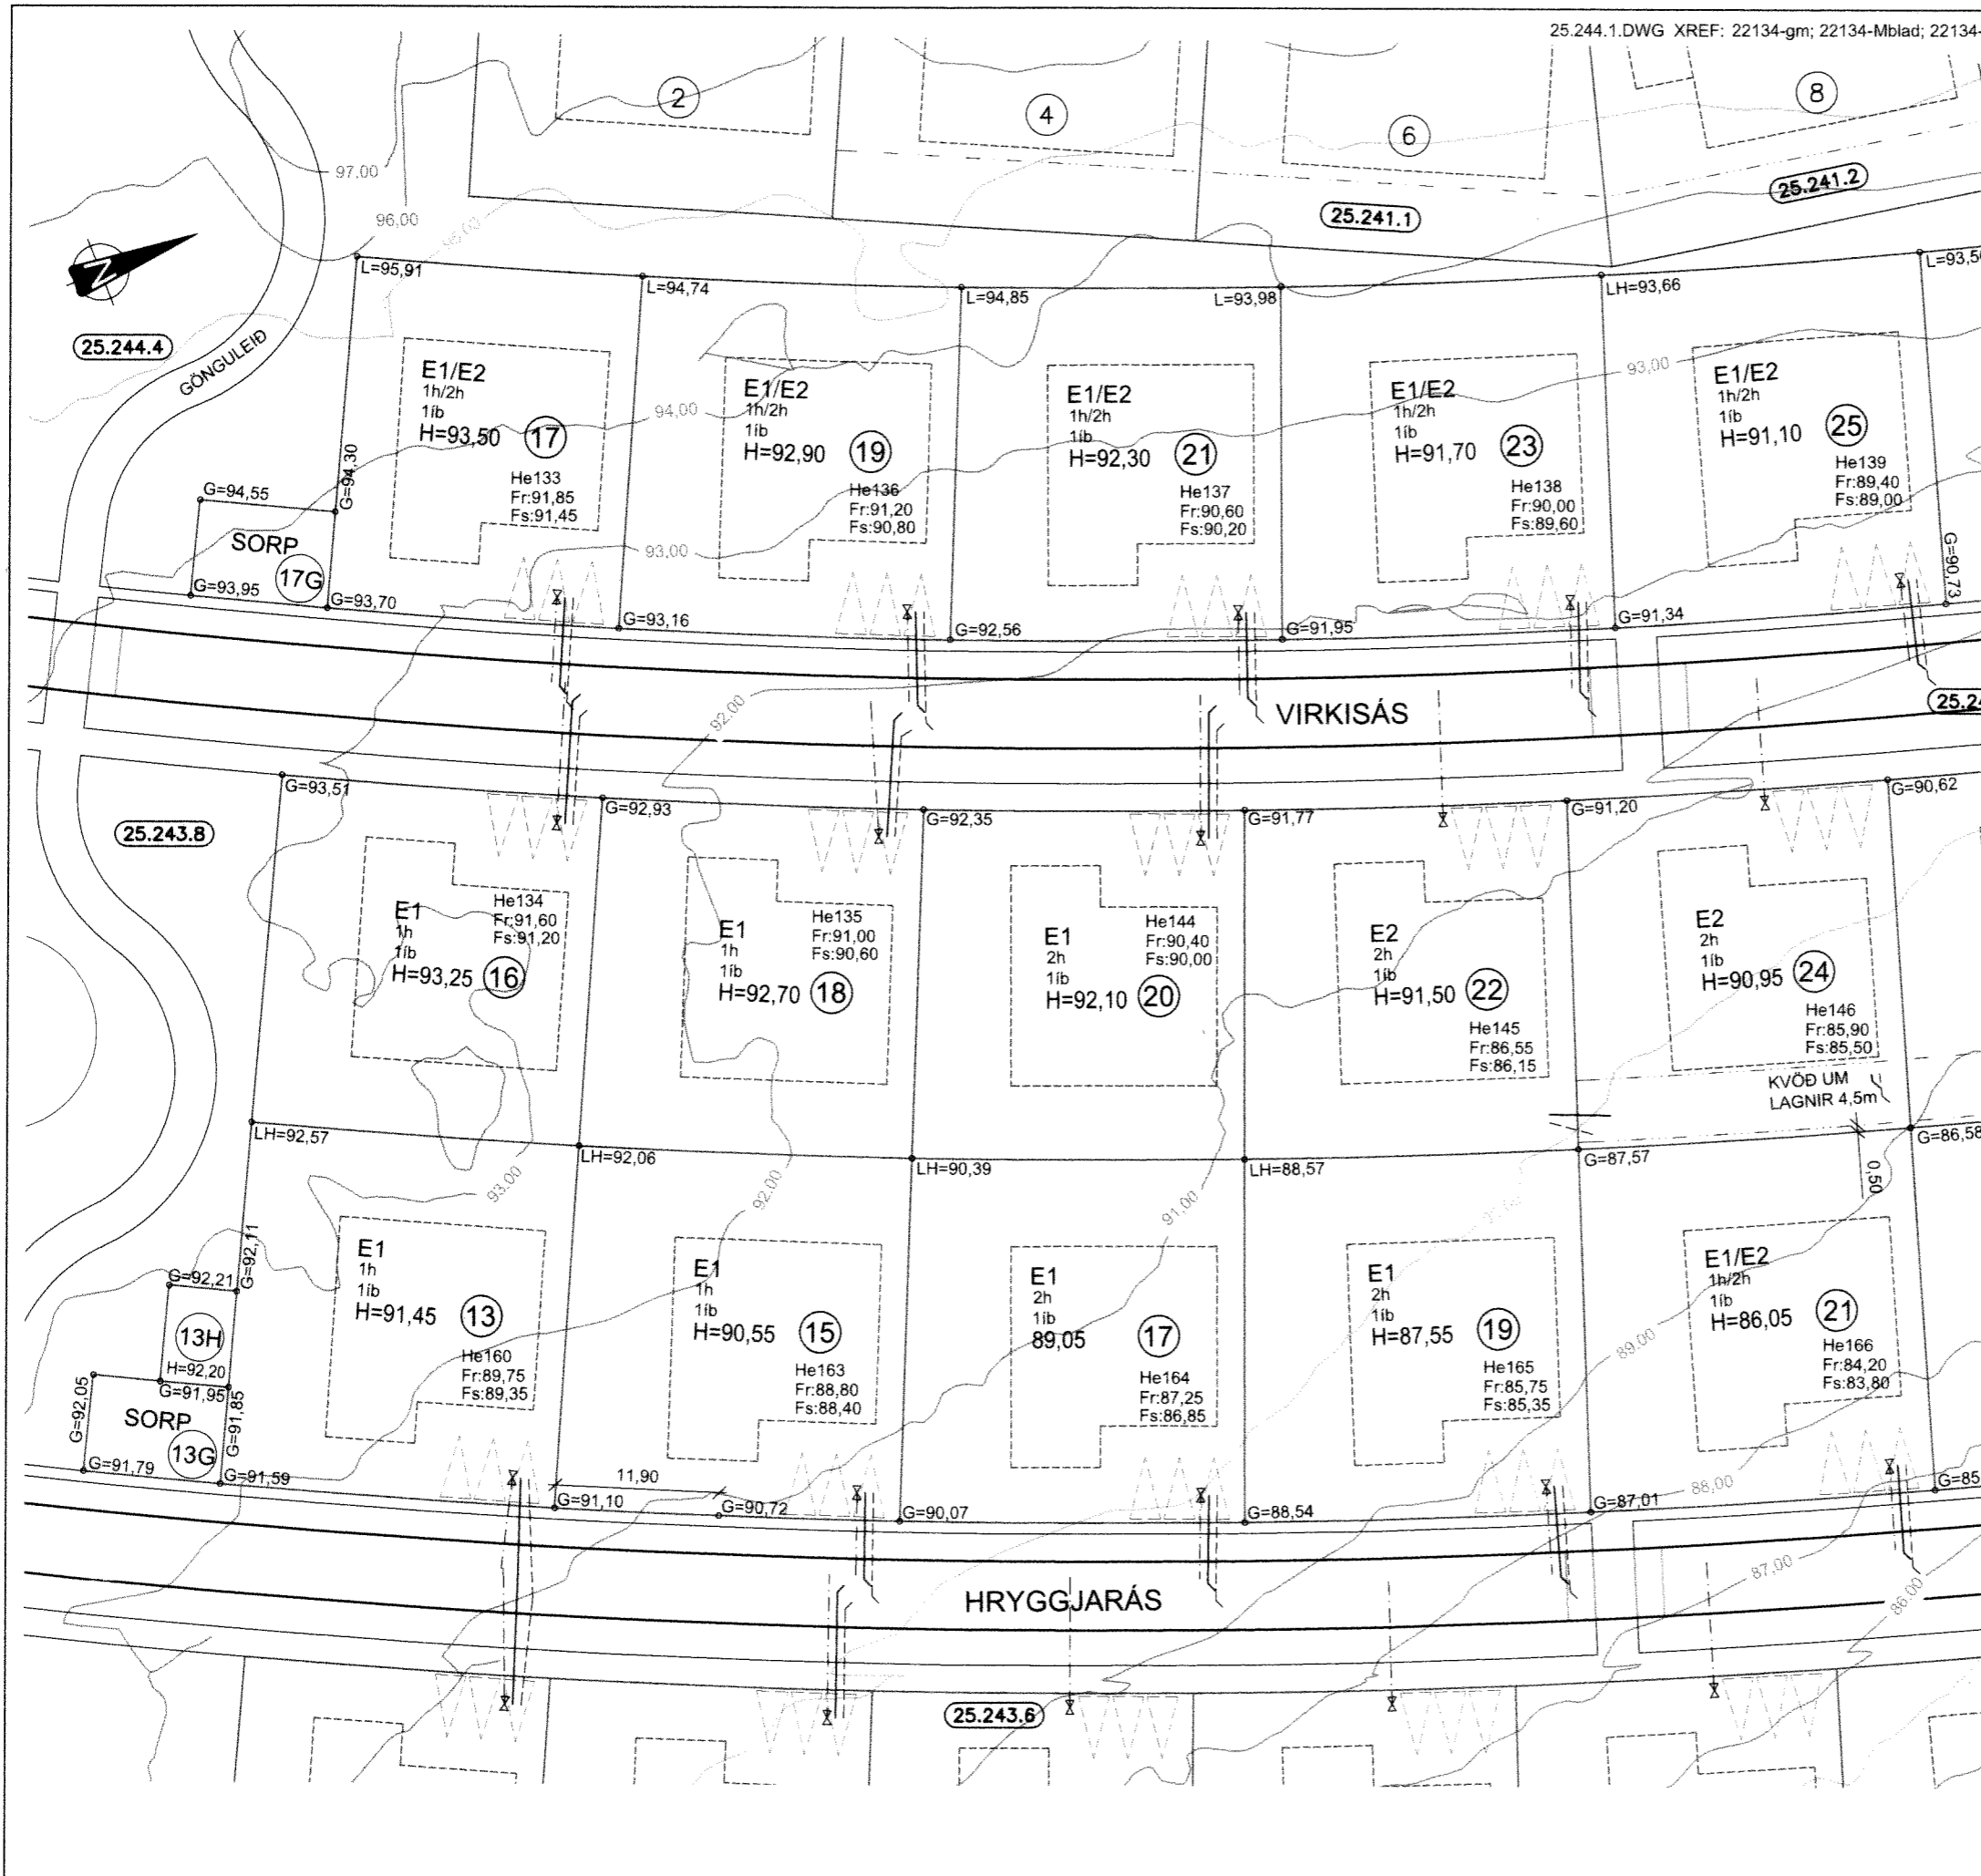 25.244.1.DWG XREF: 22134-gm; 22134-Mblad; 22134-
2
4
6
8
97,00
96,00
95,00
25.241.1
25.241.2
N
25.244.4
GÖNGULEIÐ
L=95,91
L=94,74
L=94,85
L=93,98
LH=93,66
E1/E2
1h/2h
1íb
H=93,50
17
He133
Fr:91,85
Fs:91,45
94,00
E1/E2
1h/2h
1íb
H=92,90
19
He136
Fr:91,20
Fs:90,80
E1/E2
1h/2h
1íb
H=92,30
21
He137
Fr:90,60
Fs:90,20
E1/E2
1h/2h
1íb
H=91,70
23
He138
Fr:90,00
Fs:89,60
93,00
E1/E2
1h/2h
1íb
H=91,10
25
He139
Fr:89,40
Fs:89,00
G=94,30
G=94,55
SORP
17G
G=93,95
G=93,70
93,00
G=93,16
G=92,56
G=91,95
G=91,34
G=90,73
92,00
VIRKISÁS
25.243.8
G=93,51
G=92,93
G=92,35
G=91,77
G=91,20
G=90,62
E1
1h
1íb
H=93,25
16
He134
Fr:91,60
Fs:91,20
E1
1h
1íb
H=92,70
18
He135
Fr:91,00
Fs:90,60
E1
2h
1íb
H=92,10
20
He144
Fr:90,40
Fs:90,00
E2
2h
1íb
H=91,50
22
He145
Fr:86,55
Fs:86,15
E2
2h
1íb
H=90,95
24
He146
Fr:85,90
Fs:85,50
KVÖÐ UM
LAGNIR 4,5m
LH=92,57
LH=92,06
LH=90,39
LH=88,57
G=87,57
G=86,58
0,50
93,00
92,00
91,00
G=92,11
E1
1h
1íb
H=91,45
13
He160
Fr:89,75
Fs:89,35
E1
1h
1íb
H=90,55
15
He163
Fr:88,80
Fs:88,40
E1
2h
1íb
89,05
17
He164
Fr:87,25
Fs:86,85
E1
2h
1íb
H=87,55
19
He165
Fr:85,75
Fs:85,35
89,00
E1/E2
1h/2h
1íb
H=86,05
21
He166
Fr:84,20
Fs:83,80
G=92,21
13H
H=92,20
G=91,95
G=92,05
SORP
13G
G=91,85
G=91,79
G=91,59
11,90
G=91,10
G=90,72
G=90,07
G=88,54
G=87,01
88,00
87,00
86,00
HRYGGJARÁS
25.243.6